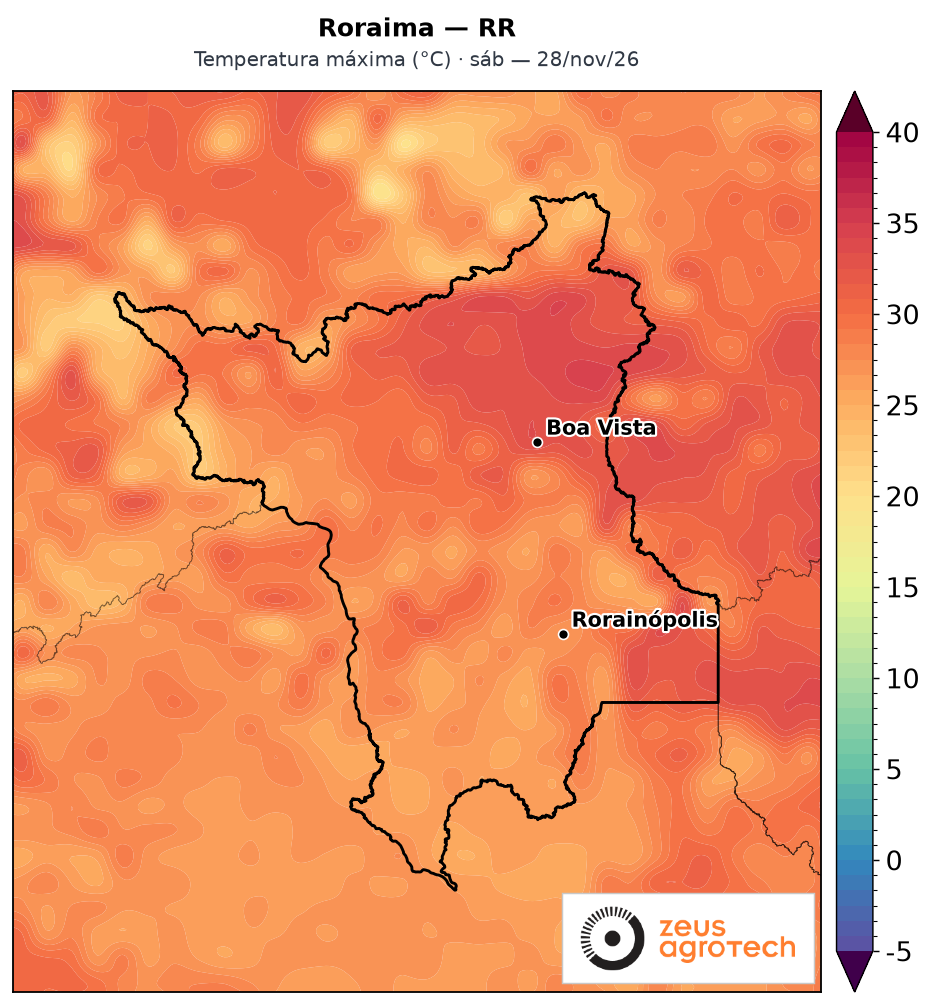 Roraima — RR
Temperatura máxima (°C) · sáb — 28/nov/26
40
35
30
25
20
15
10
5
0
-5
Boa Vista
Rorainópolis
zeus
agrotech